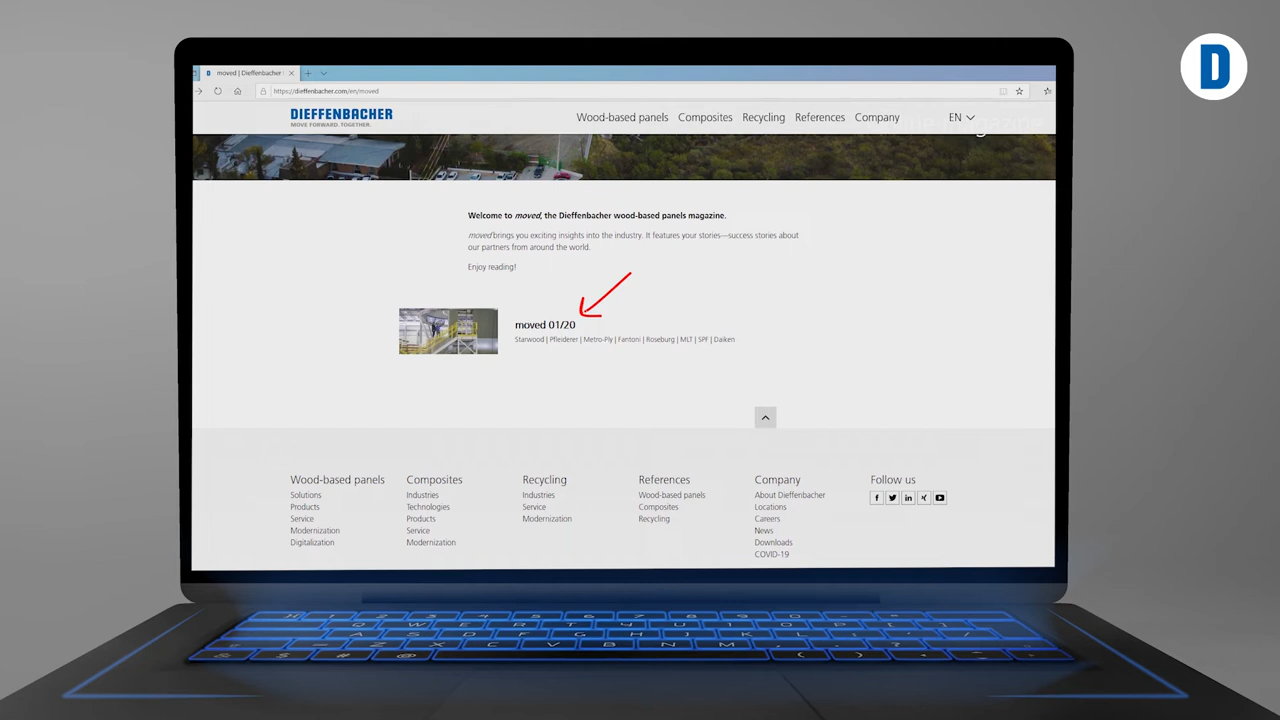 moved | Dieffenbacher
https://dieffenbacher.com/en/moved
DIEFFENBACHER
MOVE FORWARD. TOGETHER.
Wood-based panels Composites Recycling References Company EN
D
Welcome to moved, the Dieffenbacher wood-based panels magazine.
moved brings you exciting insights into the industry. It features your stories—success stories about
our partners from around the world.
Enjoy reading!
moved 01/20
Starwood | Pfleiderer | Metro-Ply | Fantoni | Roseburg | MLT | SPF | Daiken
Wood-based panels
Solutions
Products
Service
Modernization
Digitalization
Composites
Industries
Technologies
Products
Service
Modernization
Recycling
Industries
Service
Modernization
References
Wood-based panels
Composites
Recycling
Company
About Dieffenbacher
Locations
Careers
News
Downloads
COVID-19
Follow us
Q W E R T Y U I O P
A S D F G H J K L
Z X C V B N M